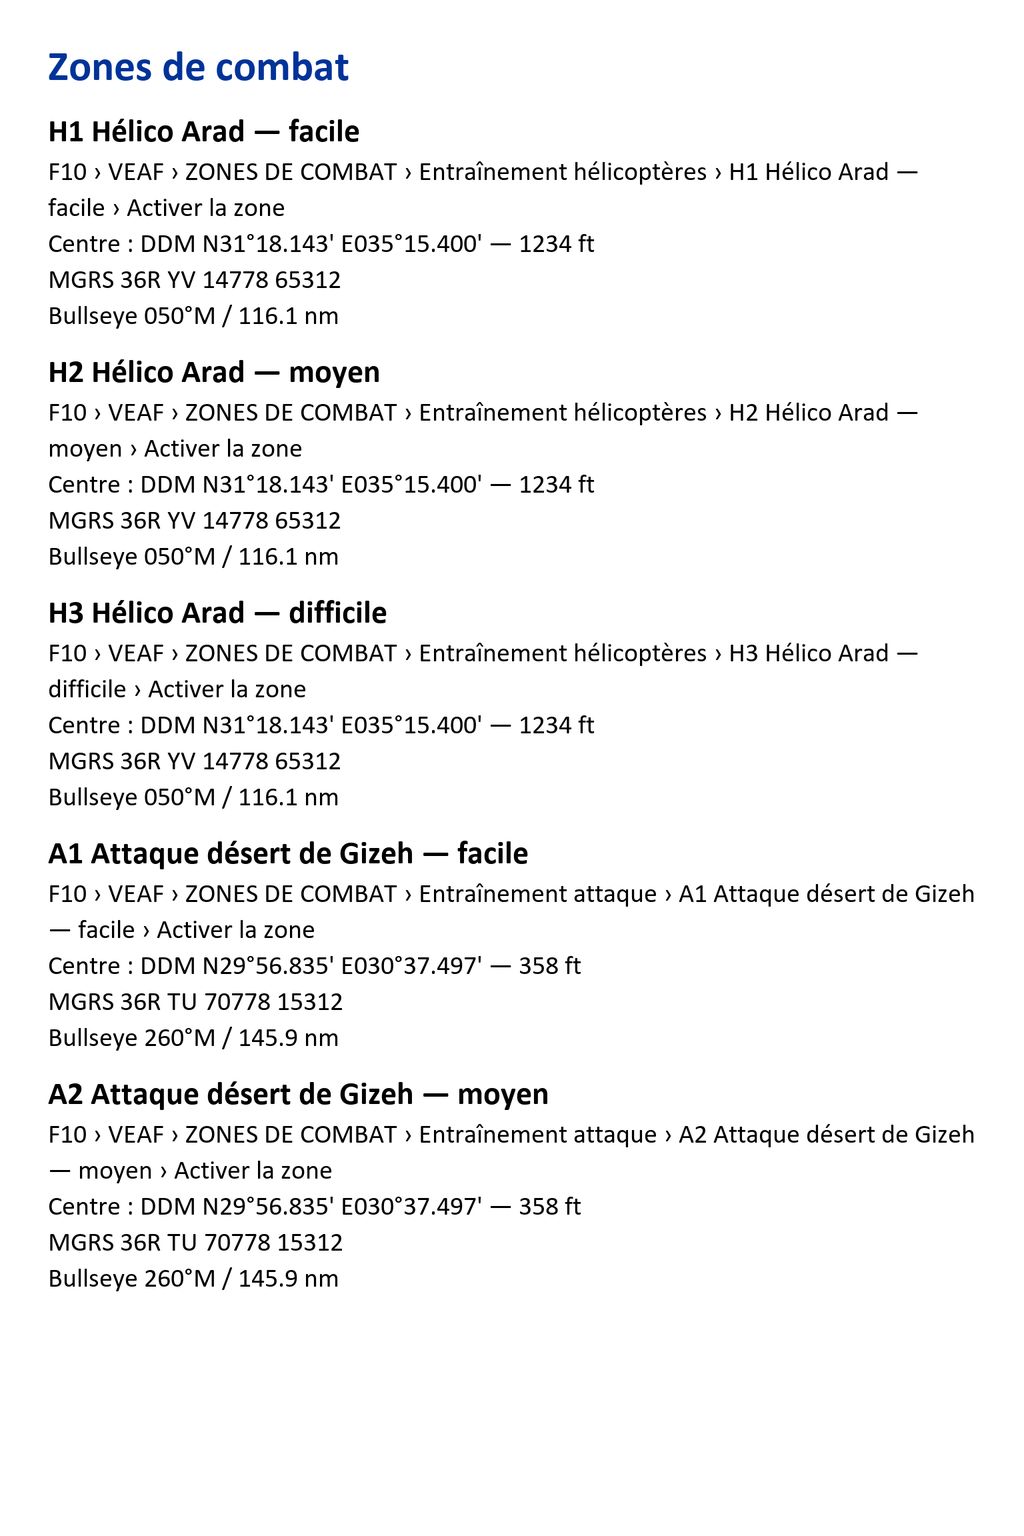 Zones de combat
H1 Hélico Arad — facile
F10 › VEAF › ZONES DE COMBAT › Entraînement hélicoptères › H1 Hélico Arad —
facile › Activer la zone
Centre : DDM N31°18.143' E035°15.400' — 1234 ft
MGRS 36R YV 14778 65312
Bullseye 050°M / 116.1 nm
H2 Hélico Arad — moyen
F10 › VEAF › ZONES DE COMBAT › Entraînement hélicoptères › H2 Hélico Arad —
moyen › Activer la zone
Centre : DDM N31°18.143' E035°15.400' — 1234 ft
MGRS 36R YV 14778 65312
Bullseye 050°M / 116.1 nm
H3 Hélico Arad — difficile
F10 › VEAF › ZONES DE COMBAT › Entraînement hélicoptères › H3 Hélico Arad —
difficile › Activer la zone
Centre : DDM N31°18.143' E035°15.400' — 1234 ft
MGRS 36R YV 14778 65312
Bullseye 050°M / 116.1 nm
A1 Attaque désert de Gizeh — facile
F10 › VEAF › ZONES DE COMBAT › Entraînement attaque › A1 Attaque désert de Gizeh
— facile › Activer la zone
Centre : DDM N29°56.835' E030°37.497' — 358 ft
MGRS 36R TU 70778 15312
Bullseye 260°M / 145.9 nm
A2 Attaque désert de Gizeh — moyen
F10 › VEAF › ZONES DE COMBAT › Entraînement attaque › A2 Attaque désert de Gizeh
— moyen › Activer la zone
Centre : DDM N29°56.835' E030°37.497' — 358 ft
MGRS 36R TU 70778 15312
Bullseye 260°M / 145.9 nm